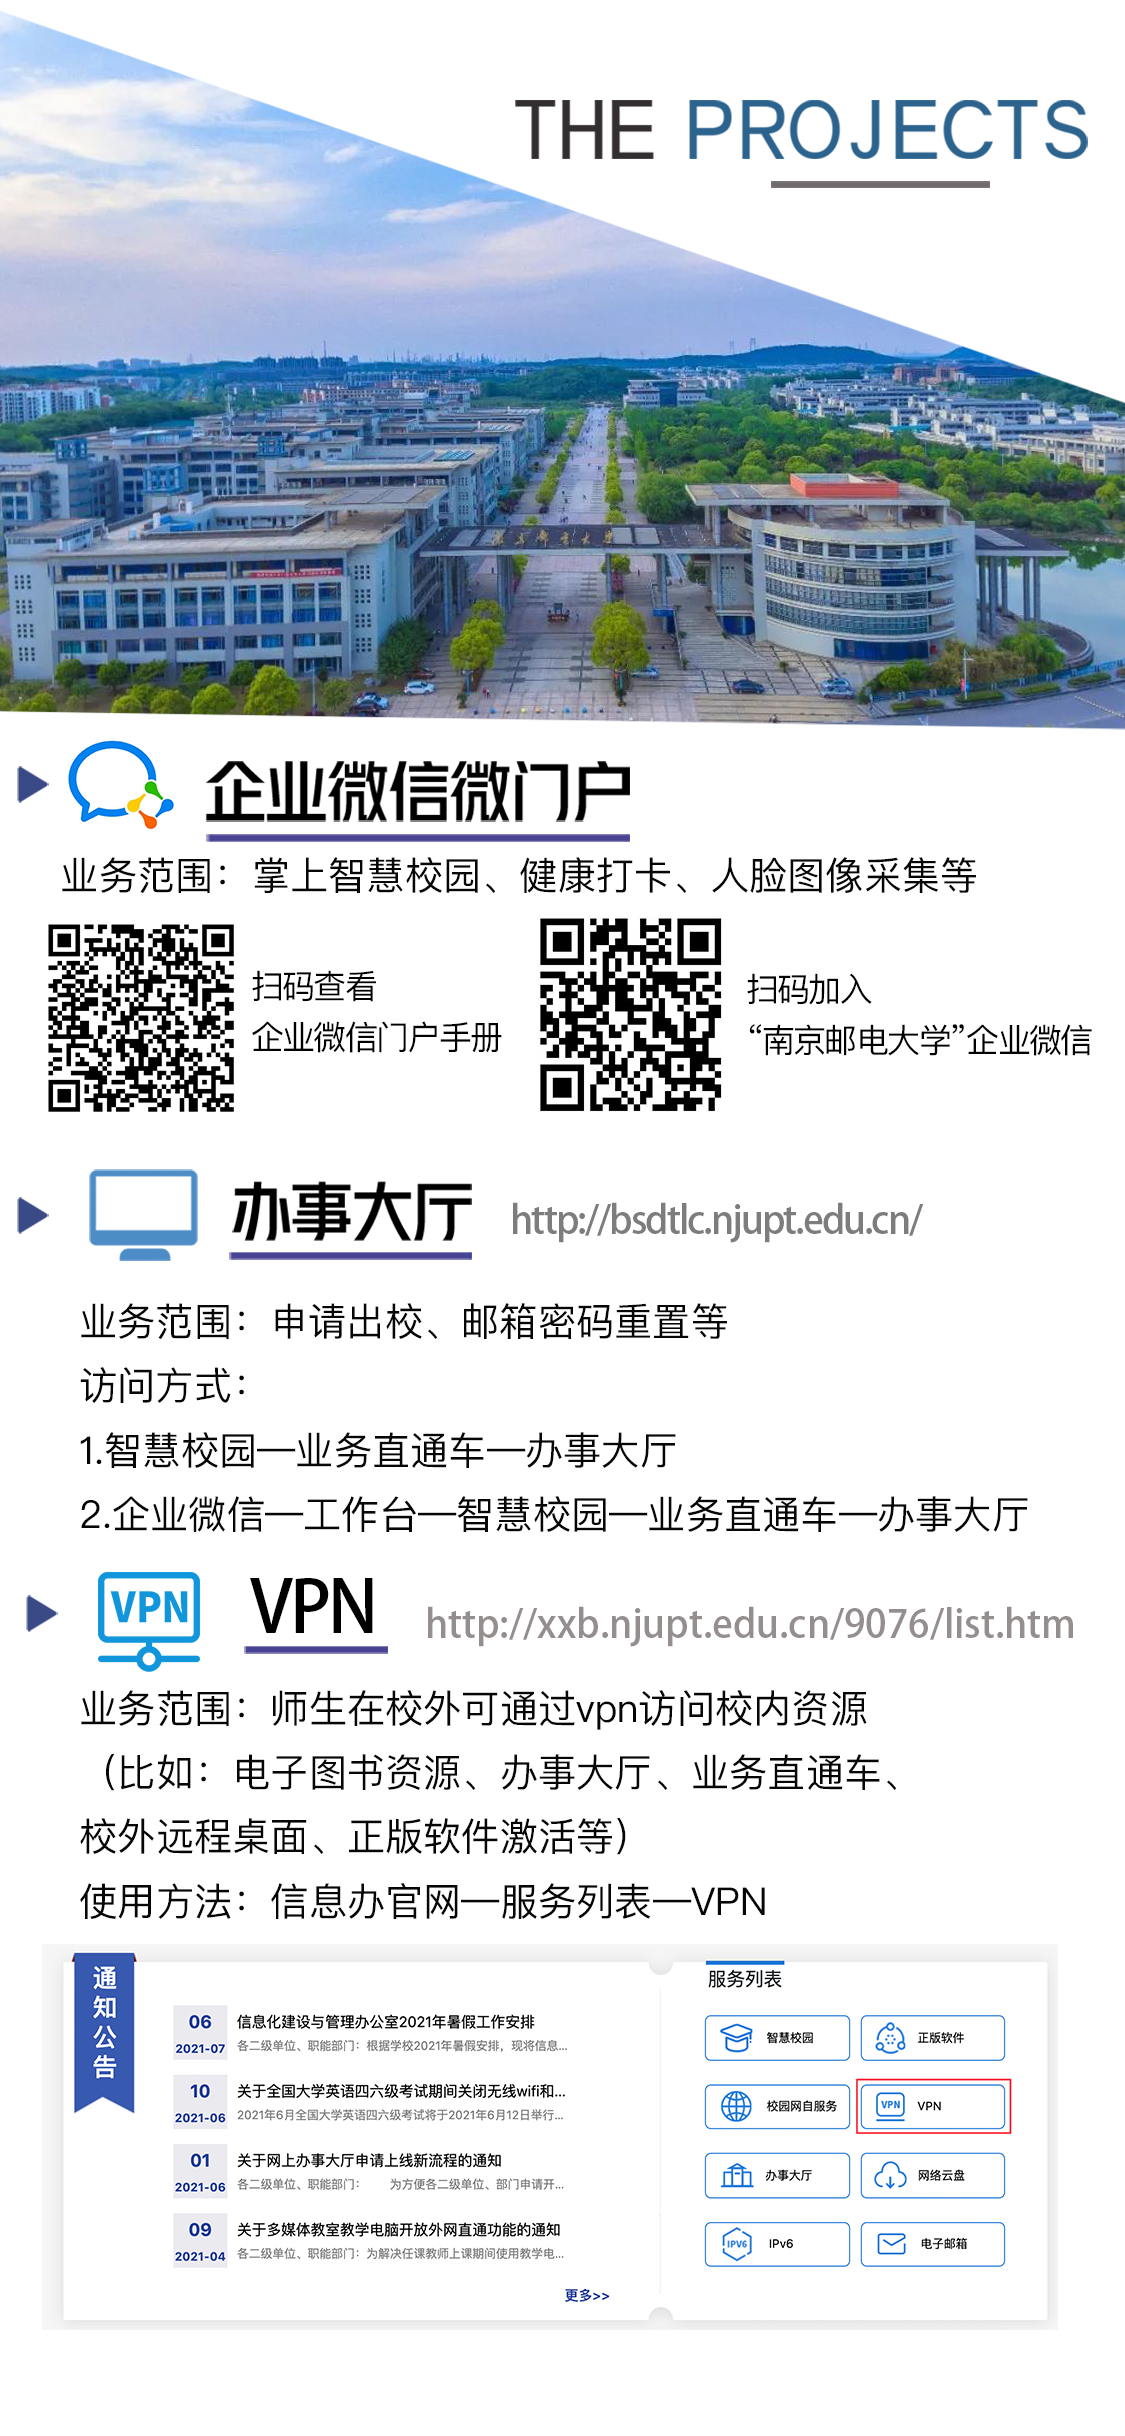 THE PROJECTS
南京邮电大学
企业微信微门户
业务范围：掌上智慧校园、健康打卡、人脸图像采集等
扫码查看
企业微信门户手册
扫码加入
“南京邮电大学”企业微信
办事大厅
http://bsdtlc.njupt.edu.cn/
业务范围：申请出校、邮箱密码重置等
访问方式：
1.智慧校园—业务直通车—办事大厅
2.企业微信—工作台—智慧校园—业务直通车—办事大厅
VPN
VPN
http://xxb.njupt.edu.cn/9076/list.htm
业务范围：师生在校外可通过vpn访问校内资源
（比如：电子图书资源、办事大厅、业务直通车、
校外远程桌面、正版软件激活等）
使用方法：信息办官网—服务列表—VPN
通知公告
06
2021-07
信息化建设与管理办公室2021年暑假工作安排
各二级单位、职能部门：根据学校2021年暑假安排，现将信息...
10
2021-06
关于全国大学英语四六级考试期间关闭无线wifi和...
2021年6月全国大学英语四六级考试将于2021年6月12日举行...
01
2021-06
关于网上办事大厅申请上线新流程的通知
各二级单位、职能部门： 为方便各二级单位、部门申请开...
09
2021-04
关于多媒体教室教学电脑开放外网直通功能的通知
各二级单位、职能部门：为解决任课教师上课期间使用教学电...
更多>>
服务列表
智慧校园
正版软件
校园网自服务
VPN
VPN
办事大厅
网络云盘
IPV6
IPv6
电子邮箱